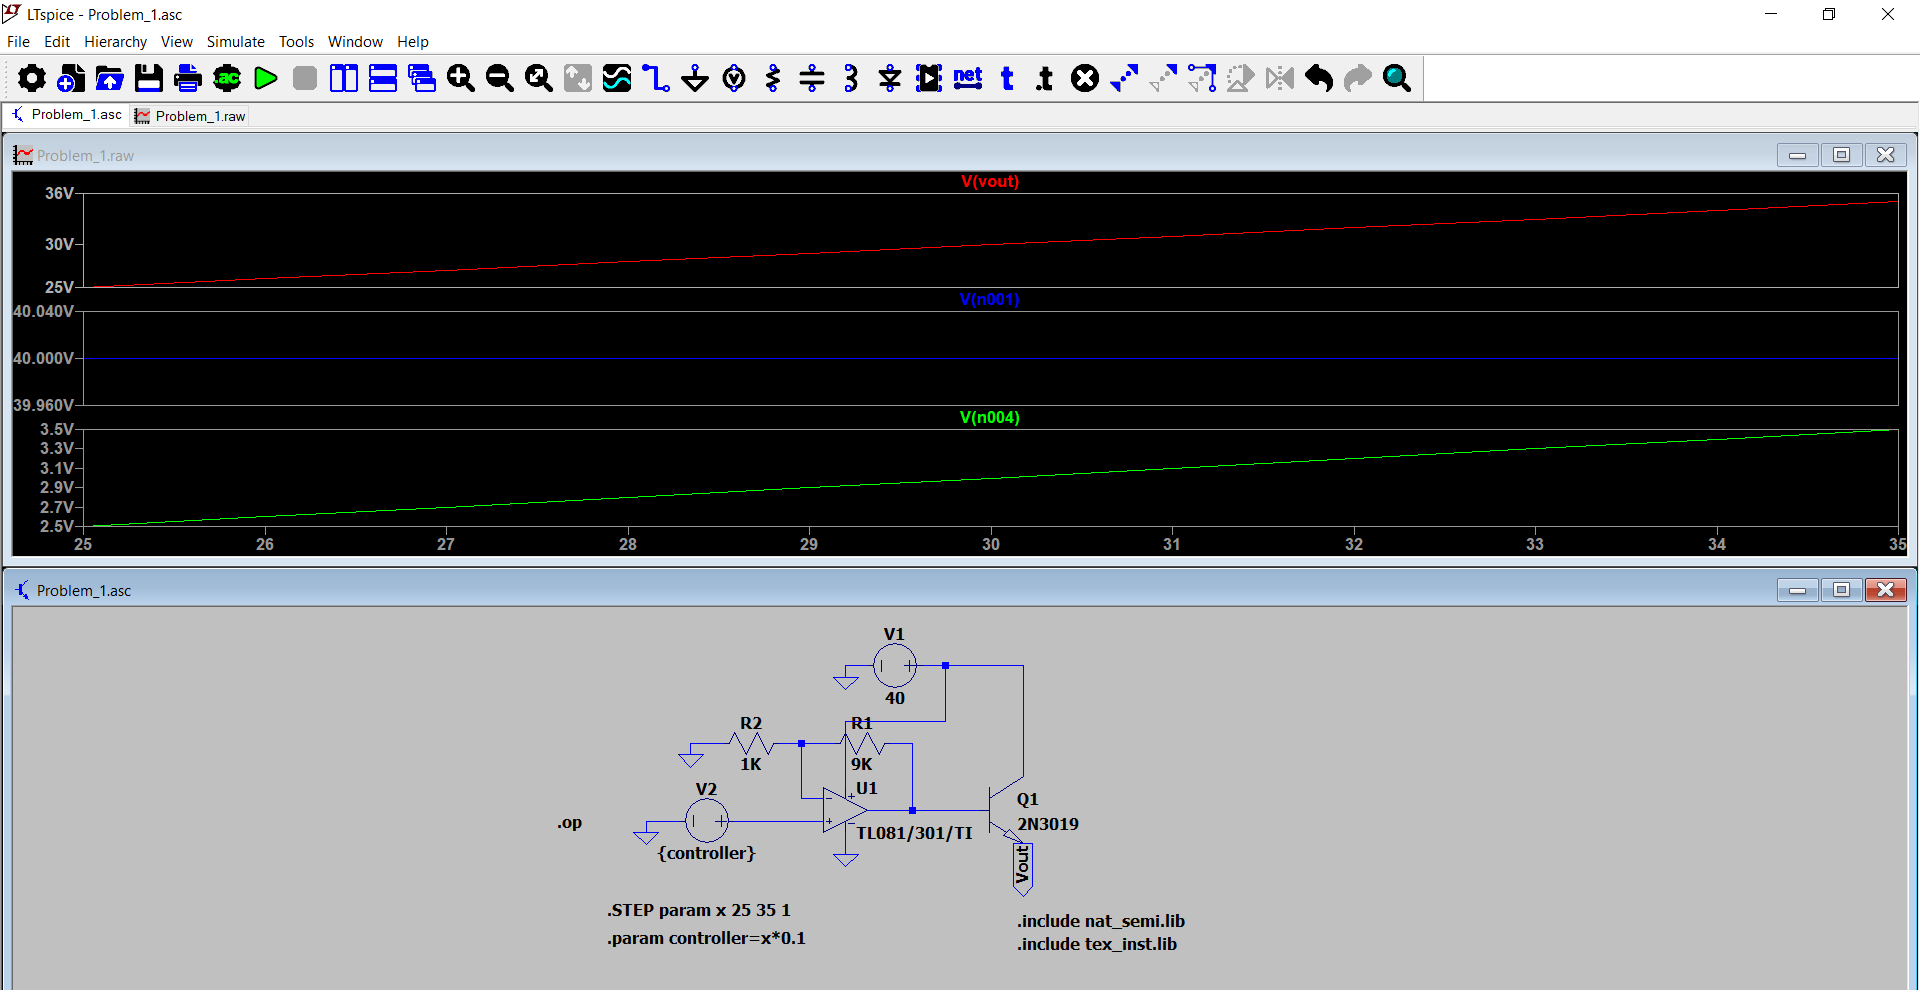 LTspice - Problem_1.asc
File Edit Hierarchy View Simulate Tools Window Help
.ac net t .t
Problem_1.asc Problem_1.raw
Problem_1.raw
V(vout)
36V
30V
25V
V(n001)
40.040V
40.000V
39.960V
V(n004)
3.5V
3.3V
3.1V
2.9V
2.7V
2.5V
25 26 27 28 29 30 31 32 33 34 35
Problem_1.asc
V1
40
R2 R1
1K 9K
V2 U1
Q1
.op TL081/301/TI 2N3019
{controller}
Vout
.STEP param x 25 35 1
.include nat_semi.lib
.param controller=x*0.1
.include tex_inst.lib